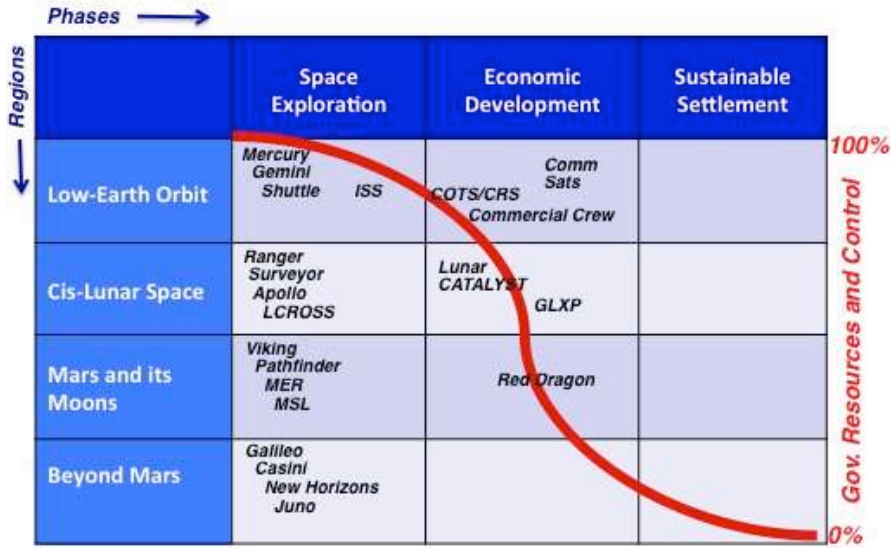 Phases
Regions
Space
Exploration
Economic
Development
Sustainable
Settlement
100%
Low-Earth Orbit
Mercury
Gemini
Shuttle ISS
Comm
Sats
COTS/CRS
Commercial Crew
Cis-Lunar Space
Ranger
Surveyor
Apollo
LCROSS
Lunar
CATALYST
GLXP
Mars and its
Moons
Viking
Pathfinder
MER
MSL
Red Dragon
Beyond Mars
Galileo
Casini
New Horizons
Juno
Gov. Resources and Control
0%